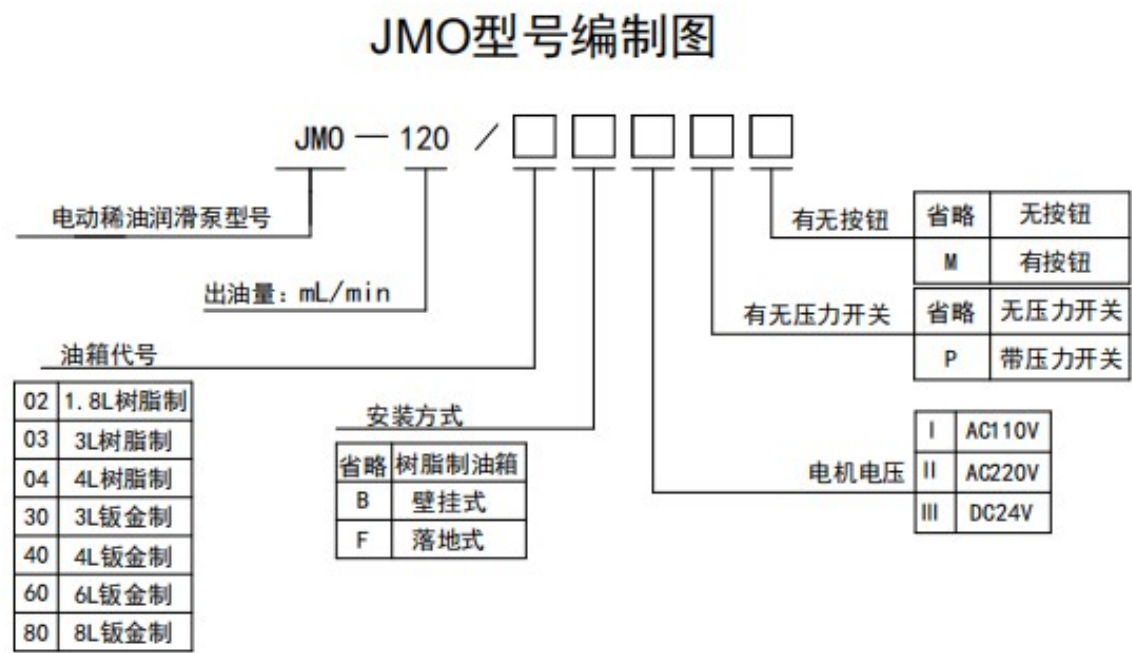 JMO型号编制图
JMO — 120 / □ □ □ □ □
电动稀油润滑泵型号
出油量：mL/min
油箱代号
02 1.8L树脂制
03 3L树脂制
04 4L树脂制
30 3L钣金制
40 4L钣金制
60 6L钣金制
80 8L钣金制
安装方式
省略 树脂制油箱
B 壁挂式
F 落地式
电机电压
I AC110V
II AC220V
III DC24V
有无压力开关
省略 无压力开关
P 带压力开关
有无按钮
省略 无按钮
M 有按钮